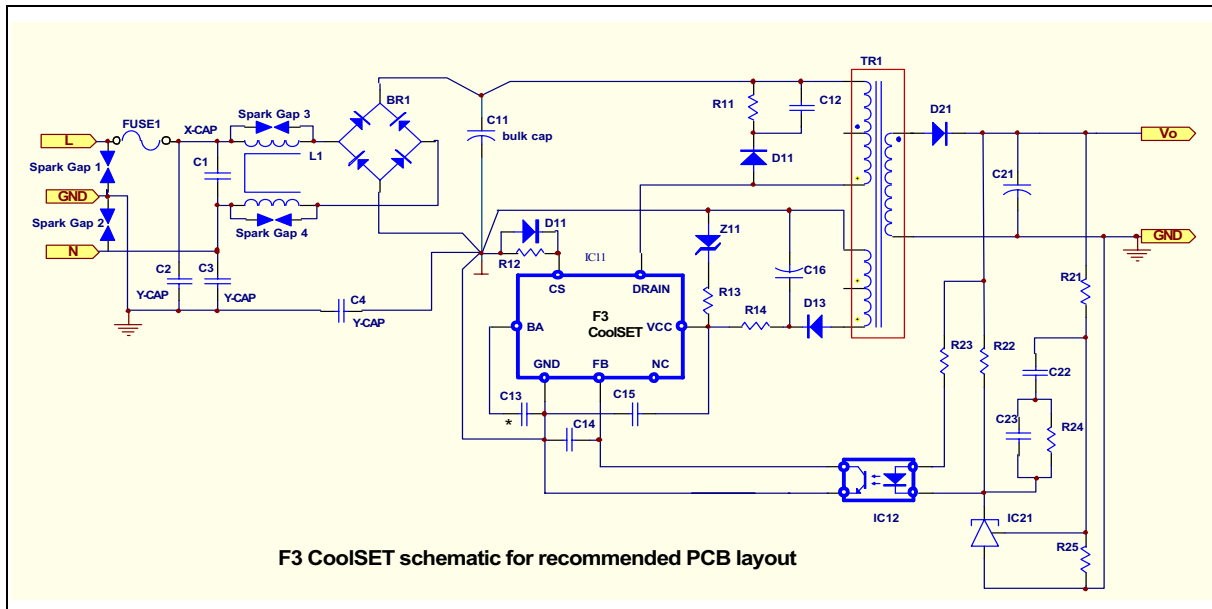 TR1
FUSE1
X-CAP
Spark Gap 3
BR1
C11
bulk cap
R11
C12
D21
L
Vo
Spark Gap 1
C1
L1
D11
C21
GND
Spark Gap 2
Spark Gap 4
D11
Z11
GND
N
R12
IC11
C16
R21
C2
C3
CS
DRAIN
Y-CAP
Y-CAP
C4
Y-CAP
F3
CoolSET
R13
R14
D13
BA
VCC
R23
R22
GND
FB
NC
C22
C13
*
C15
C23
R24
C14
IC12
IC21
R25
F3 CoolSET schematic for recommended PCB layout